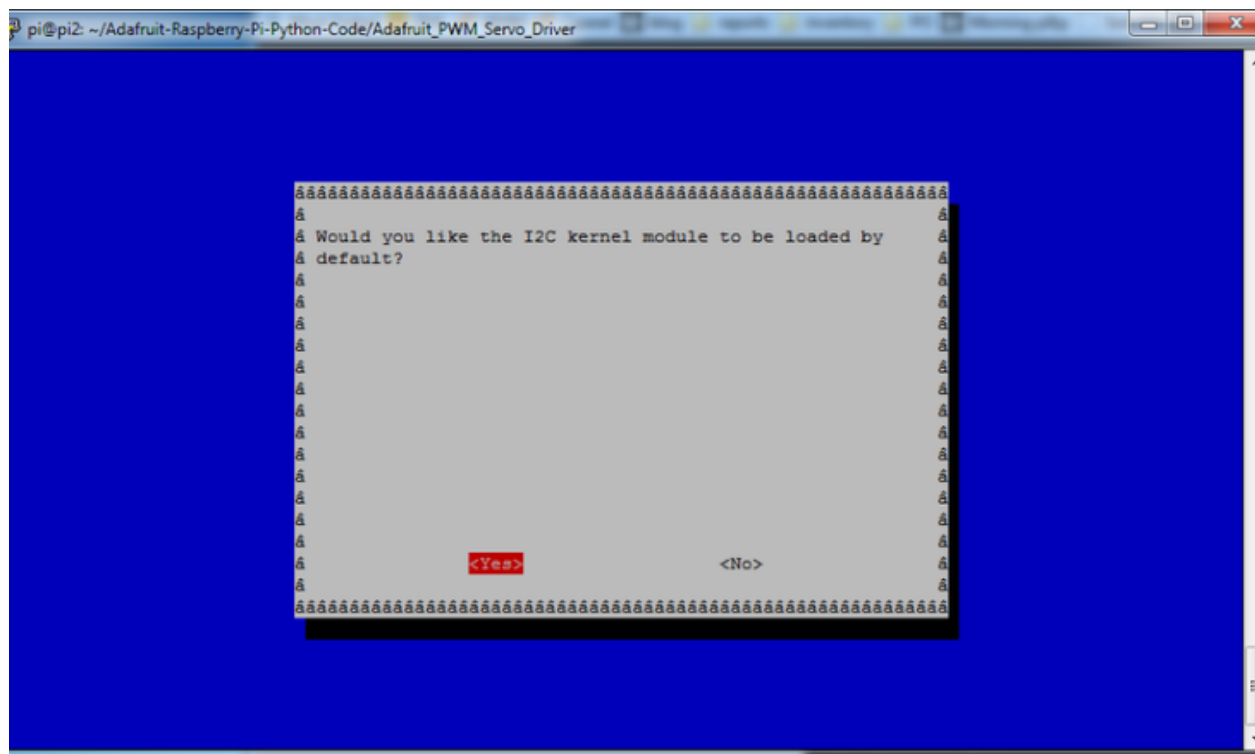 pi@pi2: ~/Adafruit-Raspberry-Pi-Python-Code/Adafruit_PWM_Servo_Driver
Would you like the I2C kernel module to be loaded by
default?
<Yes> <No>